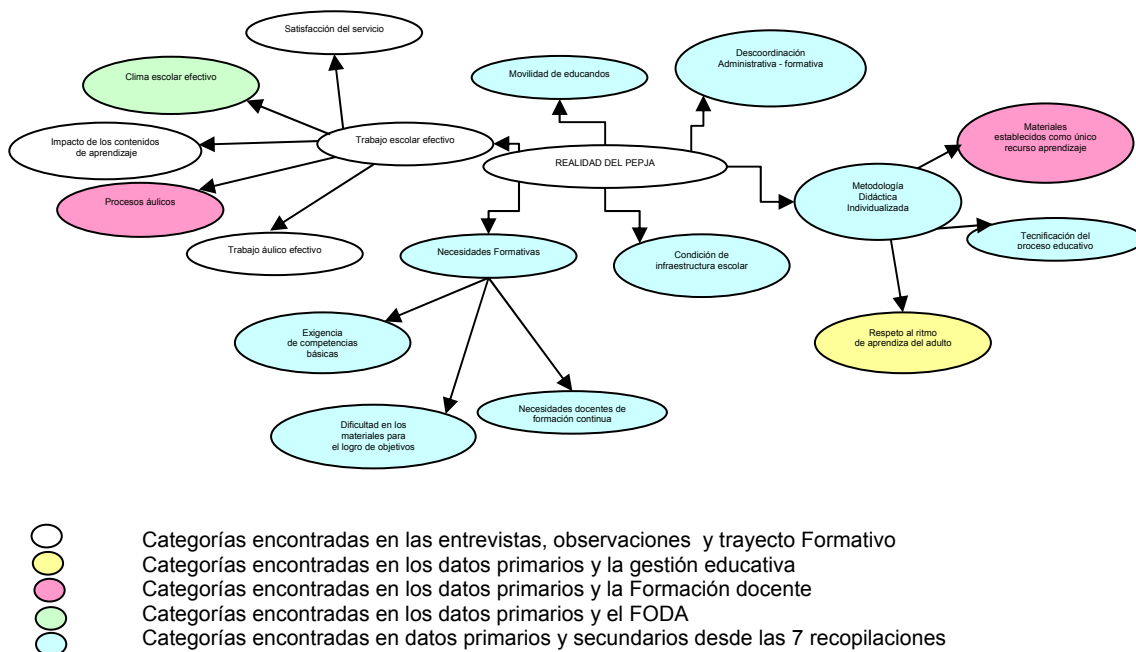 Satisfacción del servicio
Clima escolar efectivo
Movilidad de educandos
Descoordinación
Administrativa - formativa
Impacto de los contenidos
de aprendizaje
Trabajo escolar efectivo
REALIDAD DEL PEPJA
Materiales
establecidos como único
recurso aprendizaje
Procesos áulicos
Metodología
Didáctica
Individualizada
Trabajo áulico efectivo
Necesidades Formativas
Condición de
infraestructura escolar
Tecnificación del
proceso educativo
Exigencia
de competencias
básicas
Respeto al ritmo
de aprendiza del adulto
Dificultad en los
materiales para
el logro de objetivos
Necesidades docentes de
formación continua
Categorías encontradas en las entrevistas, observaciones y trayecto Formativo
Categorías encontradas en los datos primarios y la gestión educativa
Categorías encontradas en los datos primarios y la Formación docente
Categorías encontradas en los datos primarios y el FODA
Categorías encontradas en datos primarios y secundarios desde las 7 recopilaciones